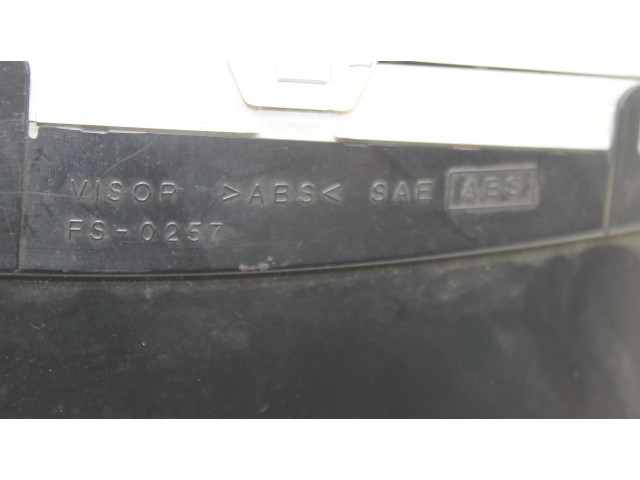 VISOR >ABS< SAE ABS
FS-0257